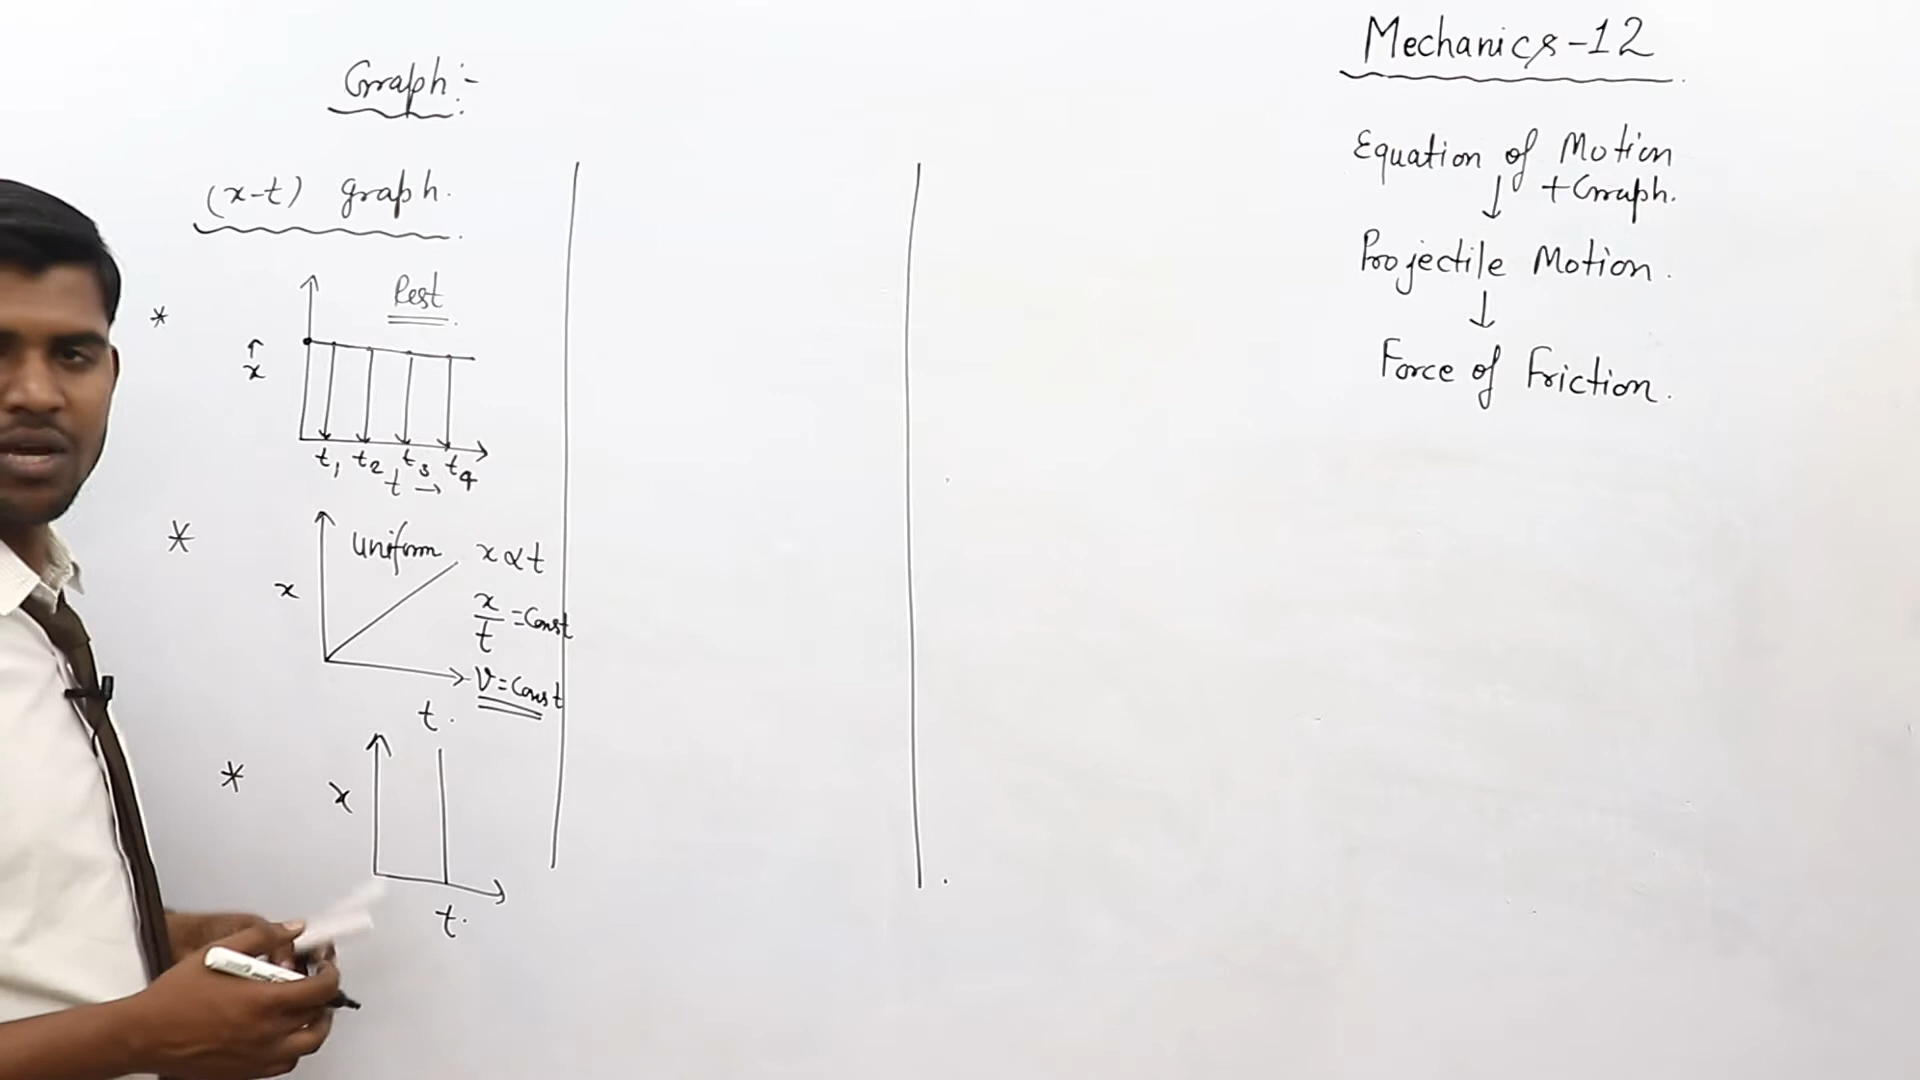 Graph:-
(x-t) graph.
*
Rest
x
t₁ t₂ t₃ t₄
t →
*
Uniform
x α t
x
x/t = Const
V = Const
t.
*
x
t.
Mechanics-12
Equation of Motion
↓ + Graph.
Projectile Motion.
↓
Force of Friction.